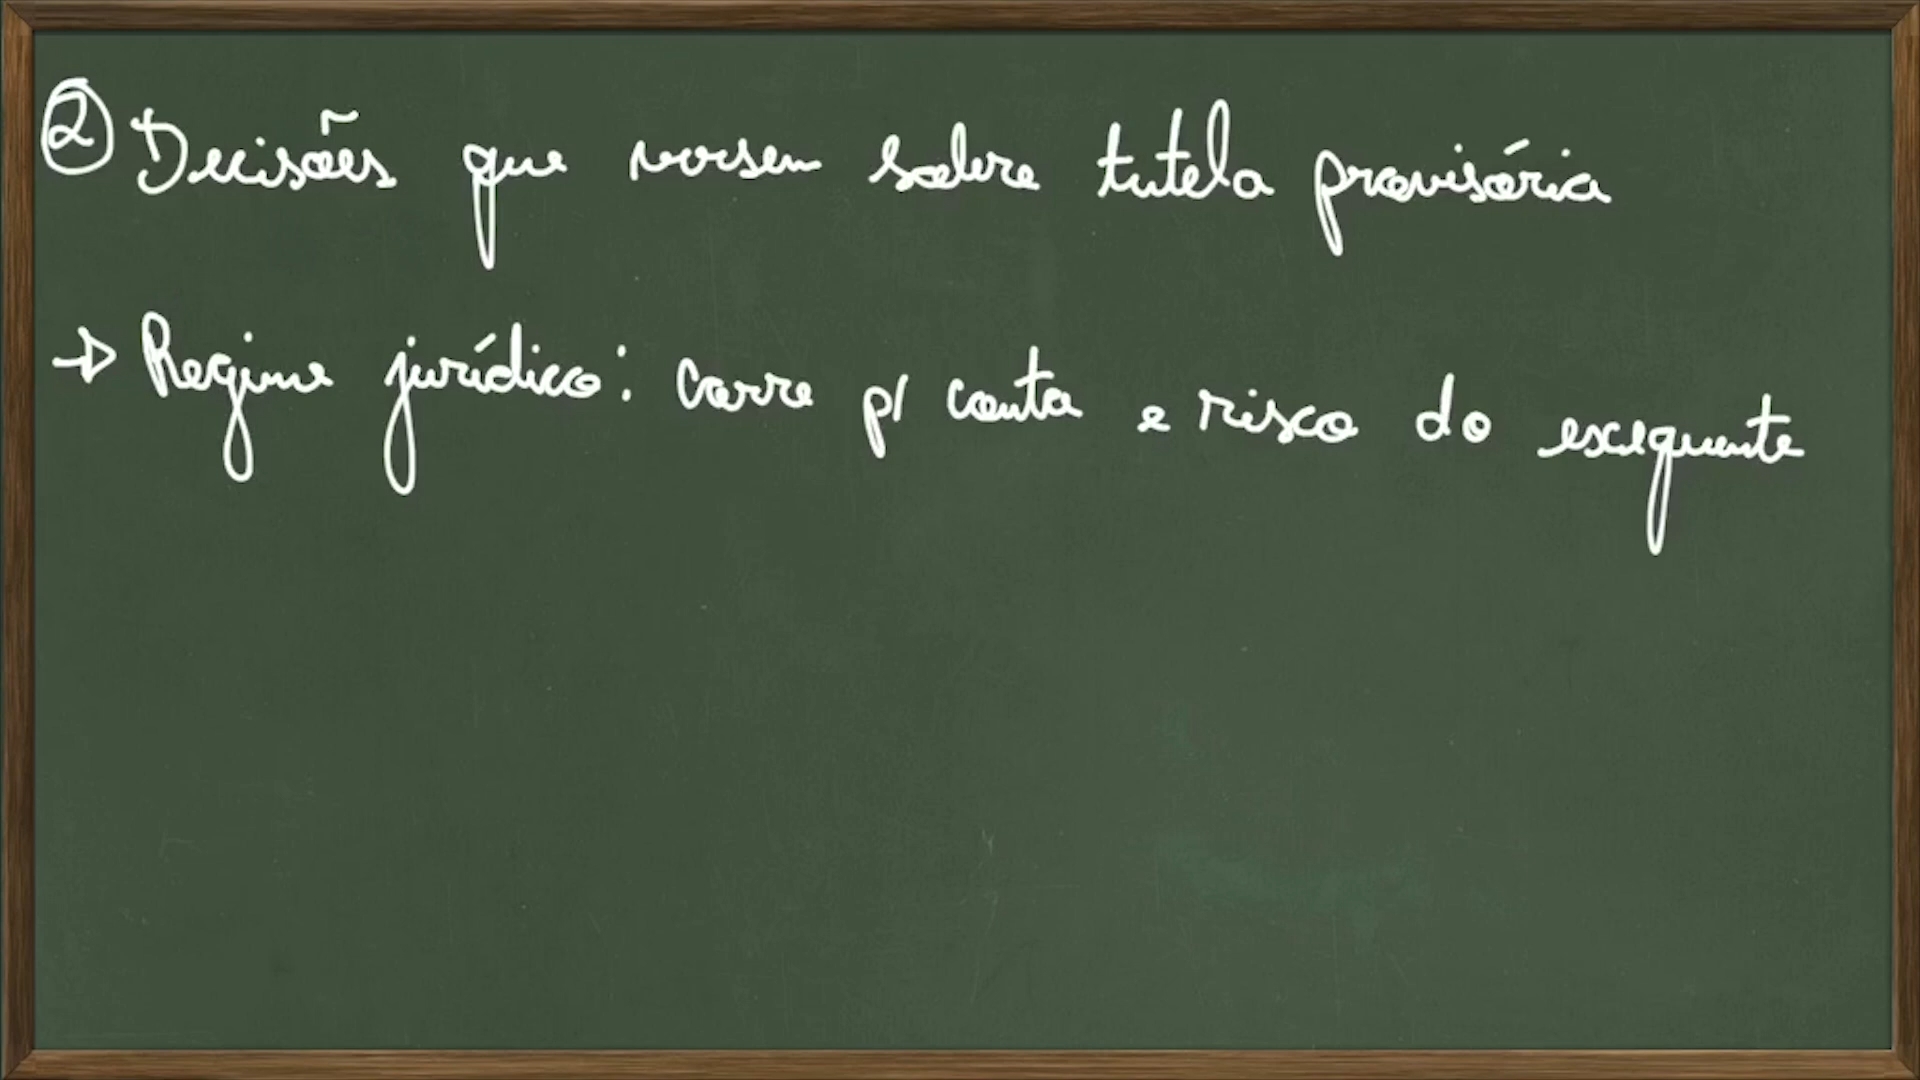 ② Decisões que versem sobre tutela provisória
→ Regime jurídico: corre p/ conta e risco do exequente